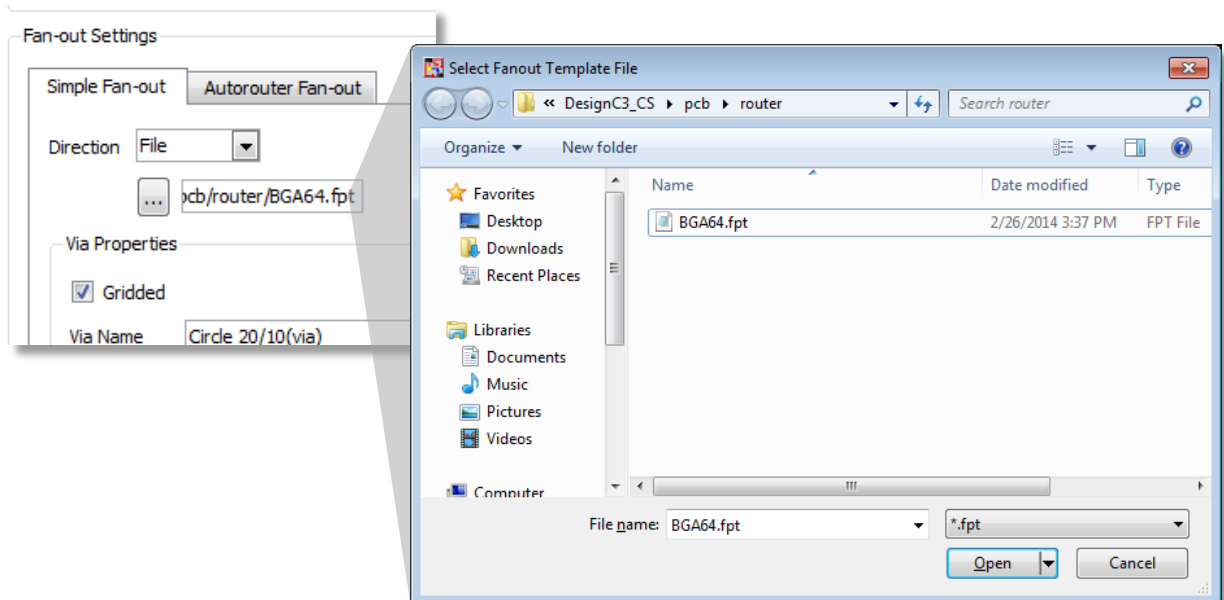 Fan-out Settings
Simple Fan-out
Autorouter Fan-out
Direction
File
...
pcb/router/BGA64.fpt
Via Properties
Gridded
Via Name
Circle 20/10(via)
Select Fanout Template File
« DesignC3_CS pcb router
Search router
Organize
New folder
Favorites
Desktop
Downloads
Recent Places
Libraries
Documents
Music
Pictures
Videos
Computer
Name
Date modified
Type
BGA64.fpt
2/26/2014 3:37 PM
FPT File
File name:
BGA64.fpt
*.fpt
Open
Cancel